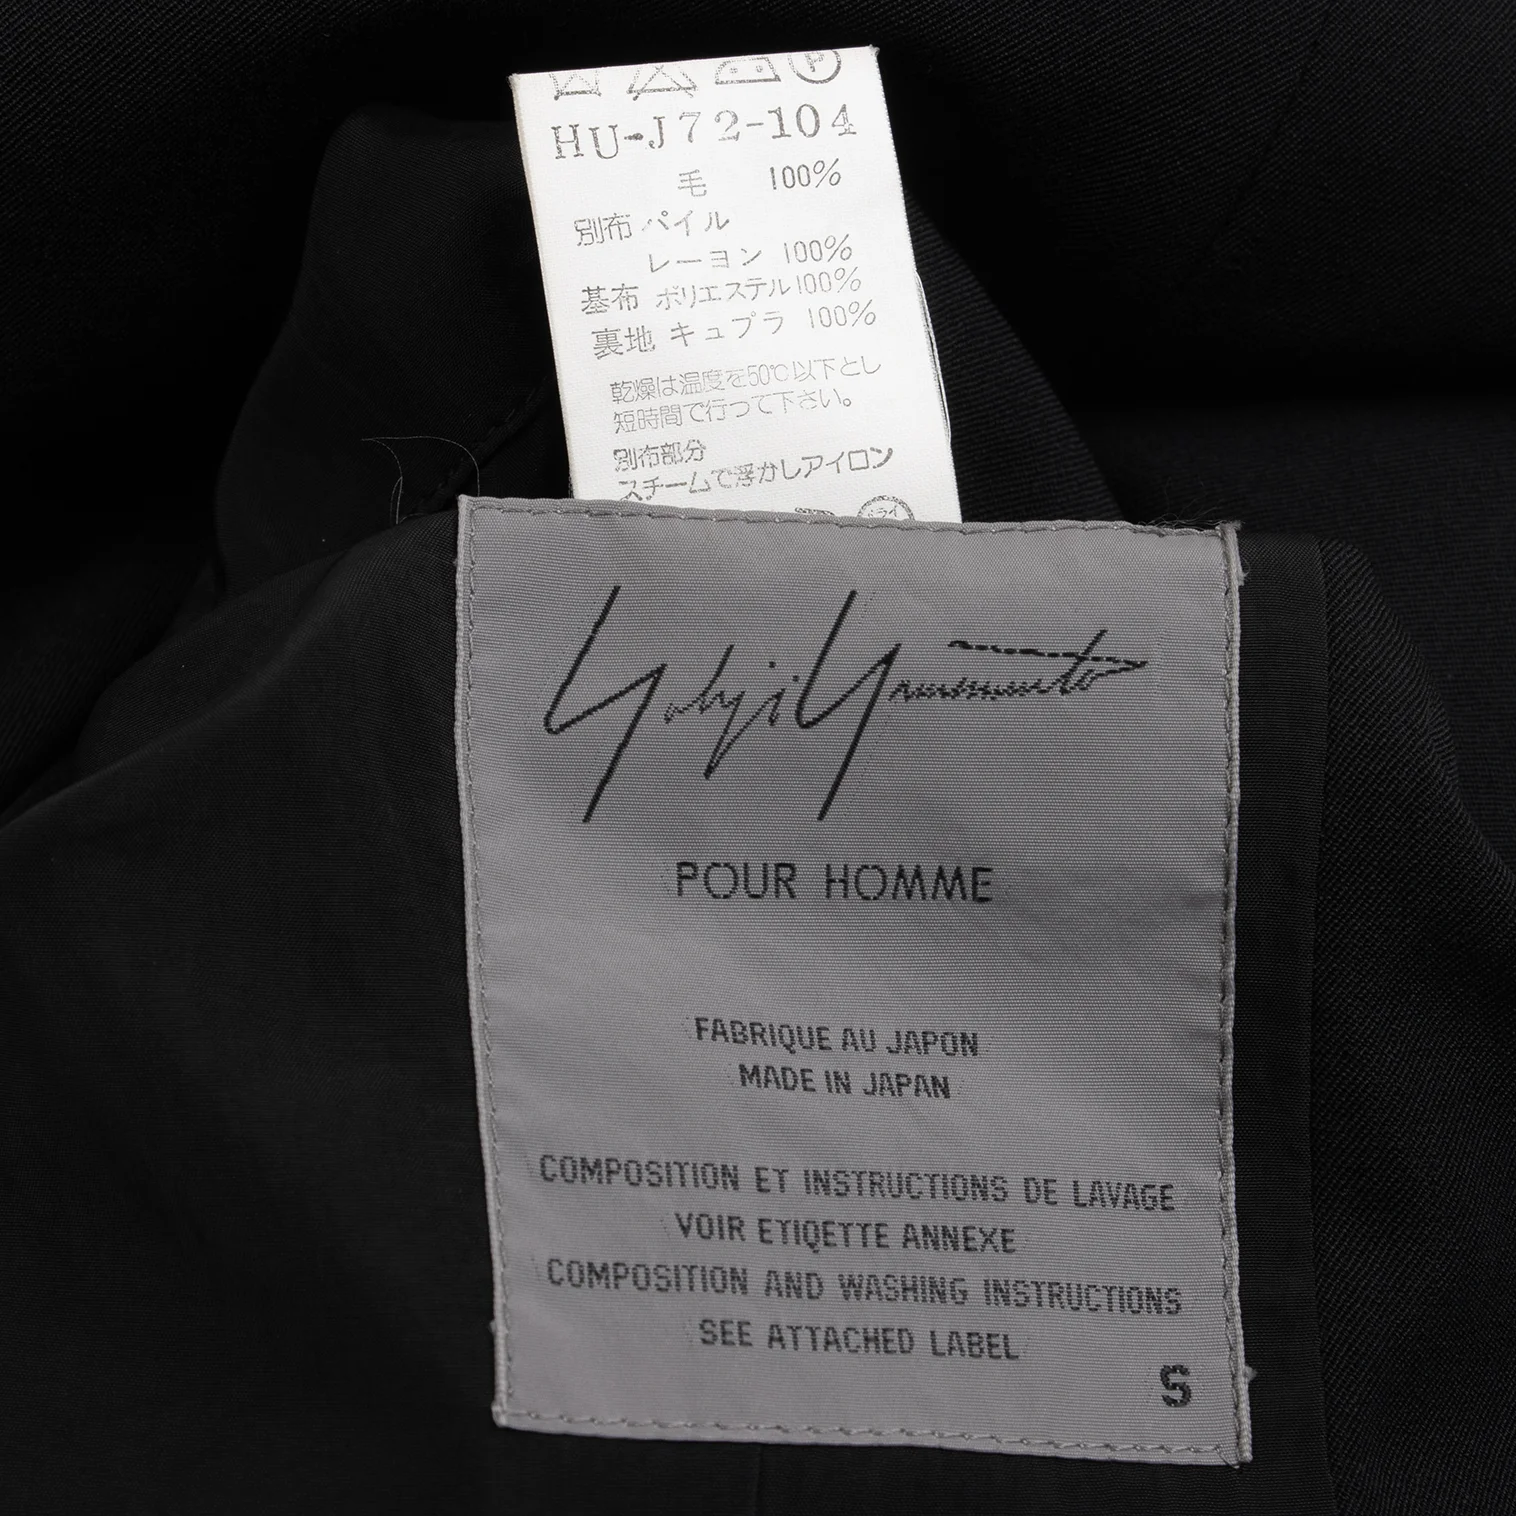 HU-J72-104
毛 100%
別布 パイル
レーヨン 100%
基布 ポリエステル100%
裏地 キュプラ 100%
乾燥は温度を50℃以下とし
短時間で行って下さい。
別布部分
スチームで浮かしアイロン
ドライ
Yohji Yamamoto
POUR HOMME
FABRIQUE AU JAPON
MADE IN JAPAN
COMPOSITION ET INSTRUCTIONS DE LAVAGE
VOIR ETIQETTE ANNEXE
COMPOSITION AND WASHING INSTRUCTIONS
SEE ATTACHED LABEL
S